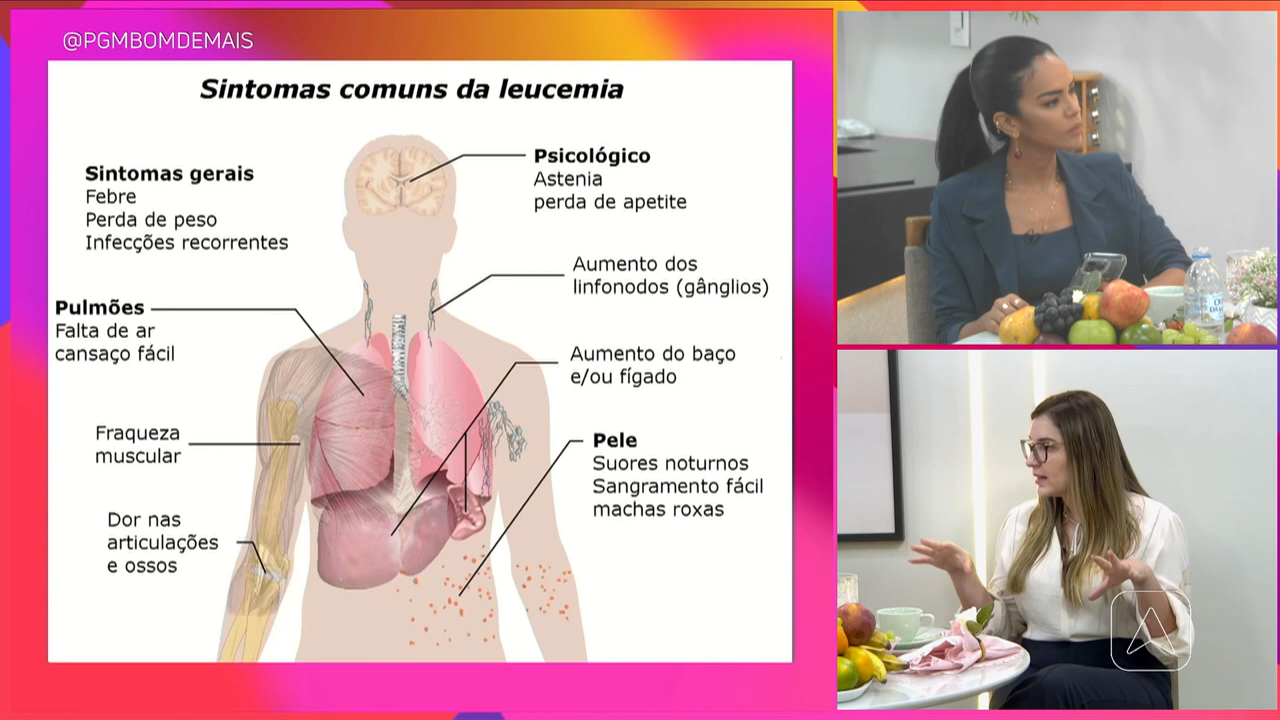 @PGMBOMDEMAIS
Sintomas comuns da leucemia
Sintomas gerais
Febre
Perda de peso
Infecções recorrentes
Psicológico
Astenia
perda de apetite
Aumento dos
linfonodos (gânglios)
Pulmões
Falta de ar
cansaço fácil
Aumento do baço
e/ou fígado
Fraqueza
muscular
Pele
Suores noturnos
Sangramento fácil
machas roxas
Dor nas
articulações
e ossos